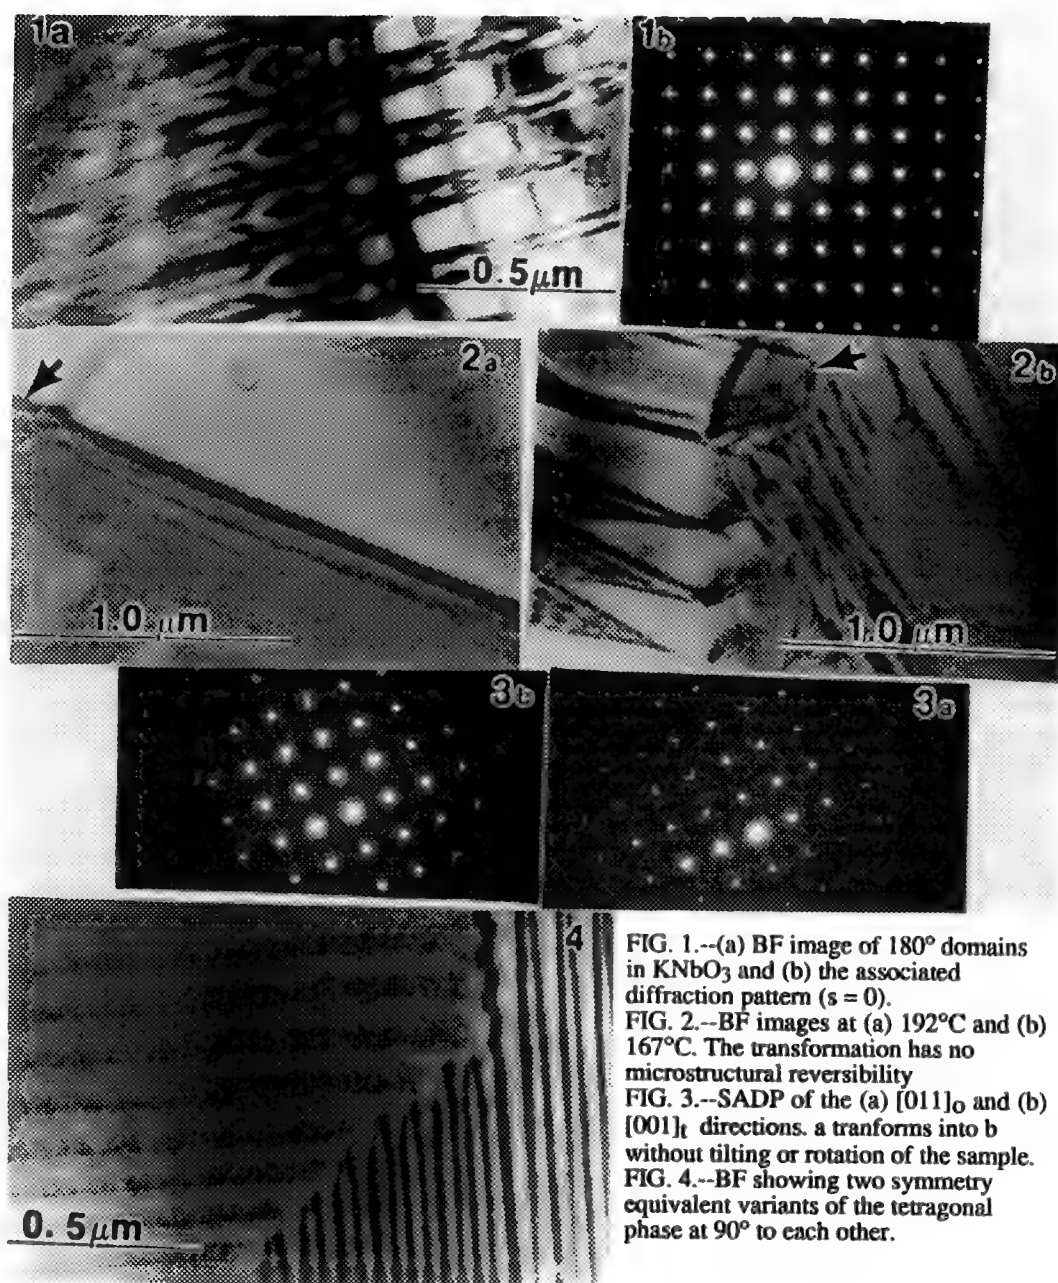 1a
1b
0.5μm
2a
2b
1.0 μm
1.0 μm
3b
3a
4
0. 5μm
FIG. 1.--(a) BF image of 180° domains
in KNbO3 and (b) the associated
diffraction pattern (s = 0).
FIG. 2.--BF images at (a) 192°C and (b)
167°C. The transformation has no
microstructural reversibility
FIG. 3.--SADP of the (a) [011]o and (b)
[001]t directions. a tranforms into b
without tilting or rotation of the sample.
FIG. 4.--BF showing two symmetry
equivalent variants of the tetragonal
phase at 90° to each other.